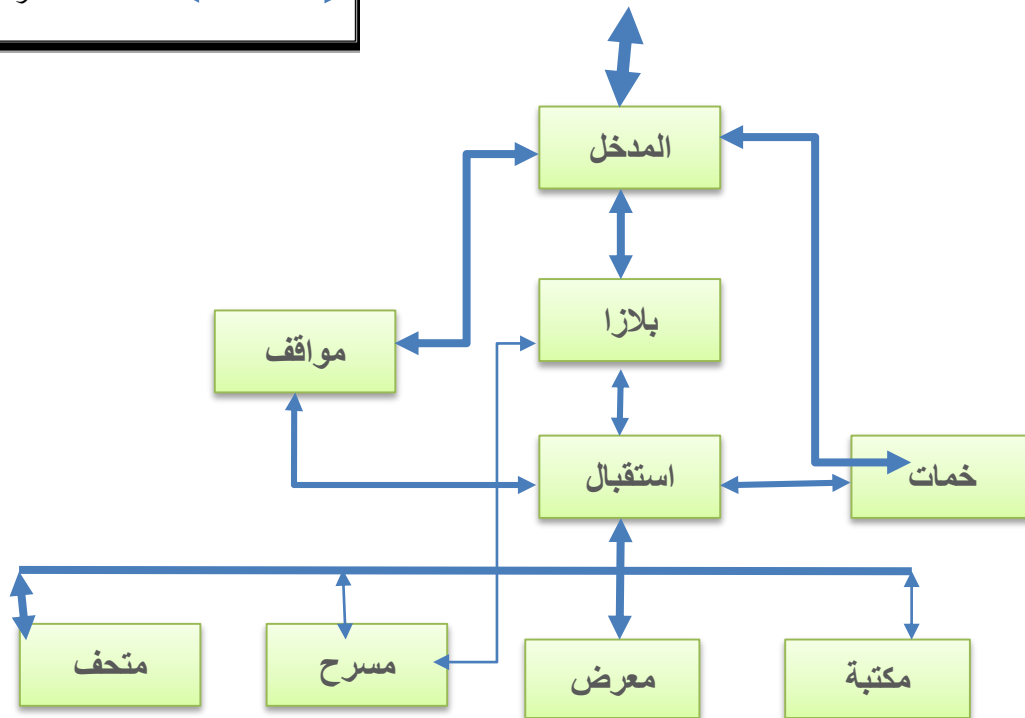 المدخل
بلازا
مواقف
استقبال
خمات
متحف
مسرح
معرض
مكتبة